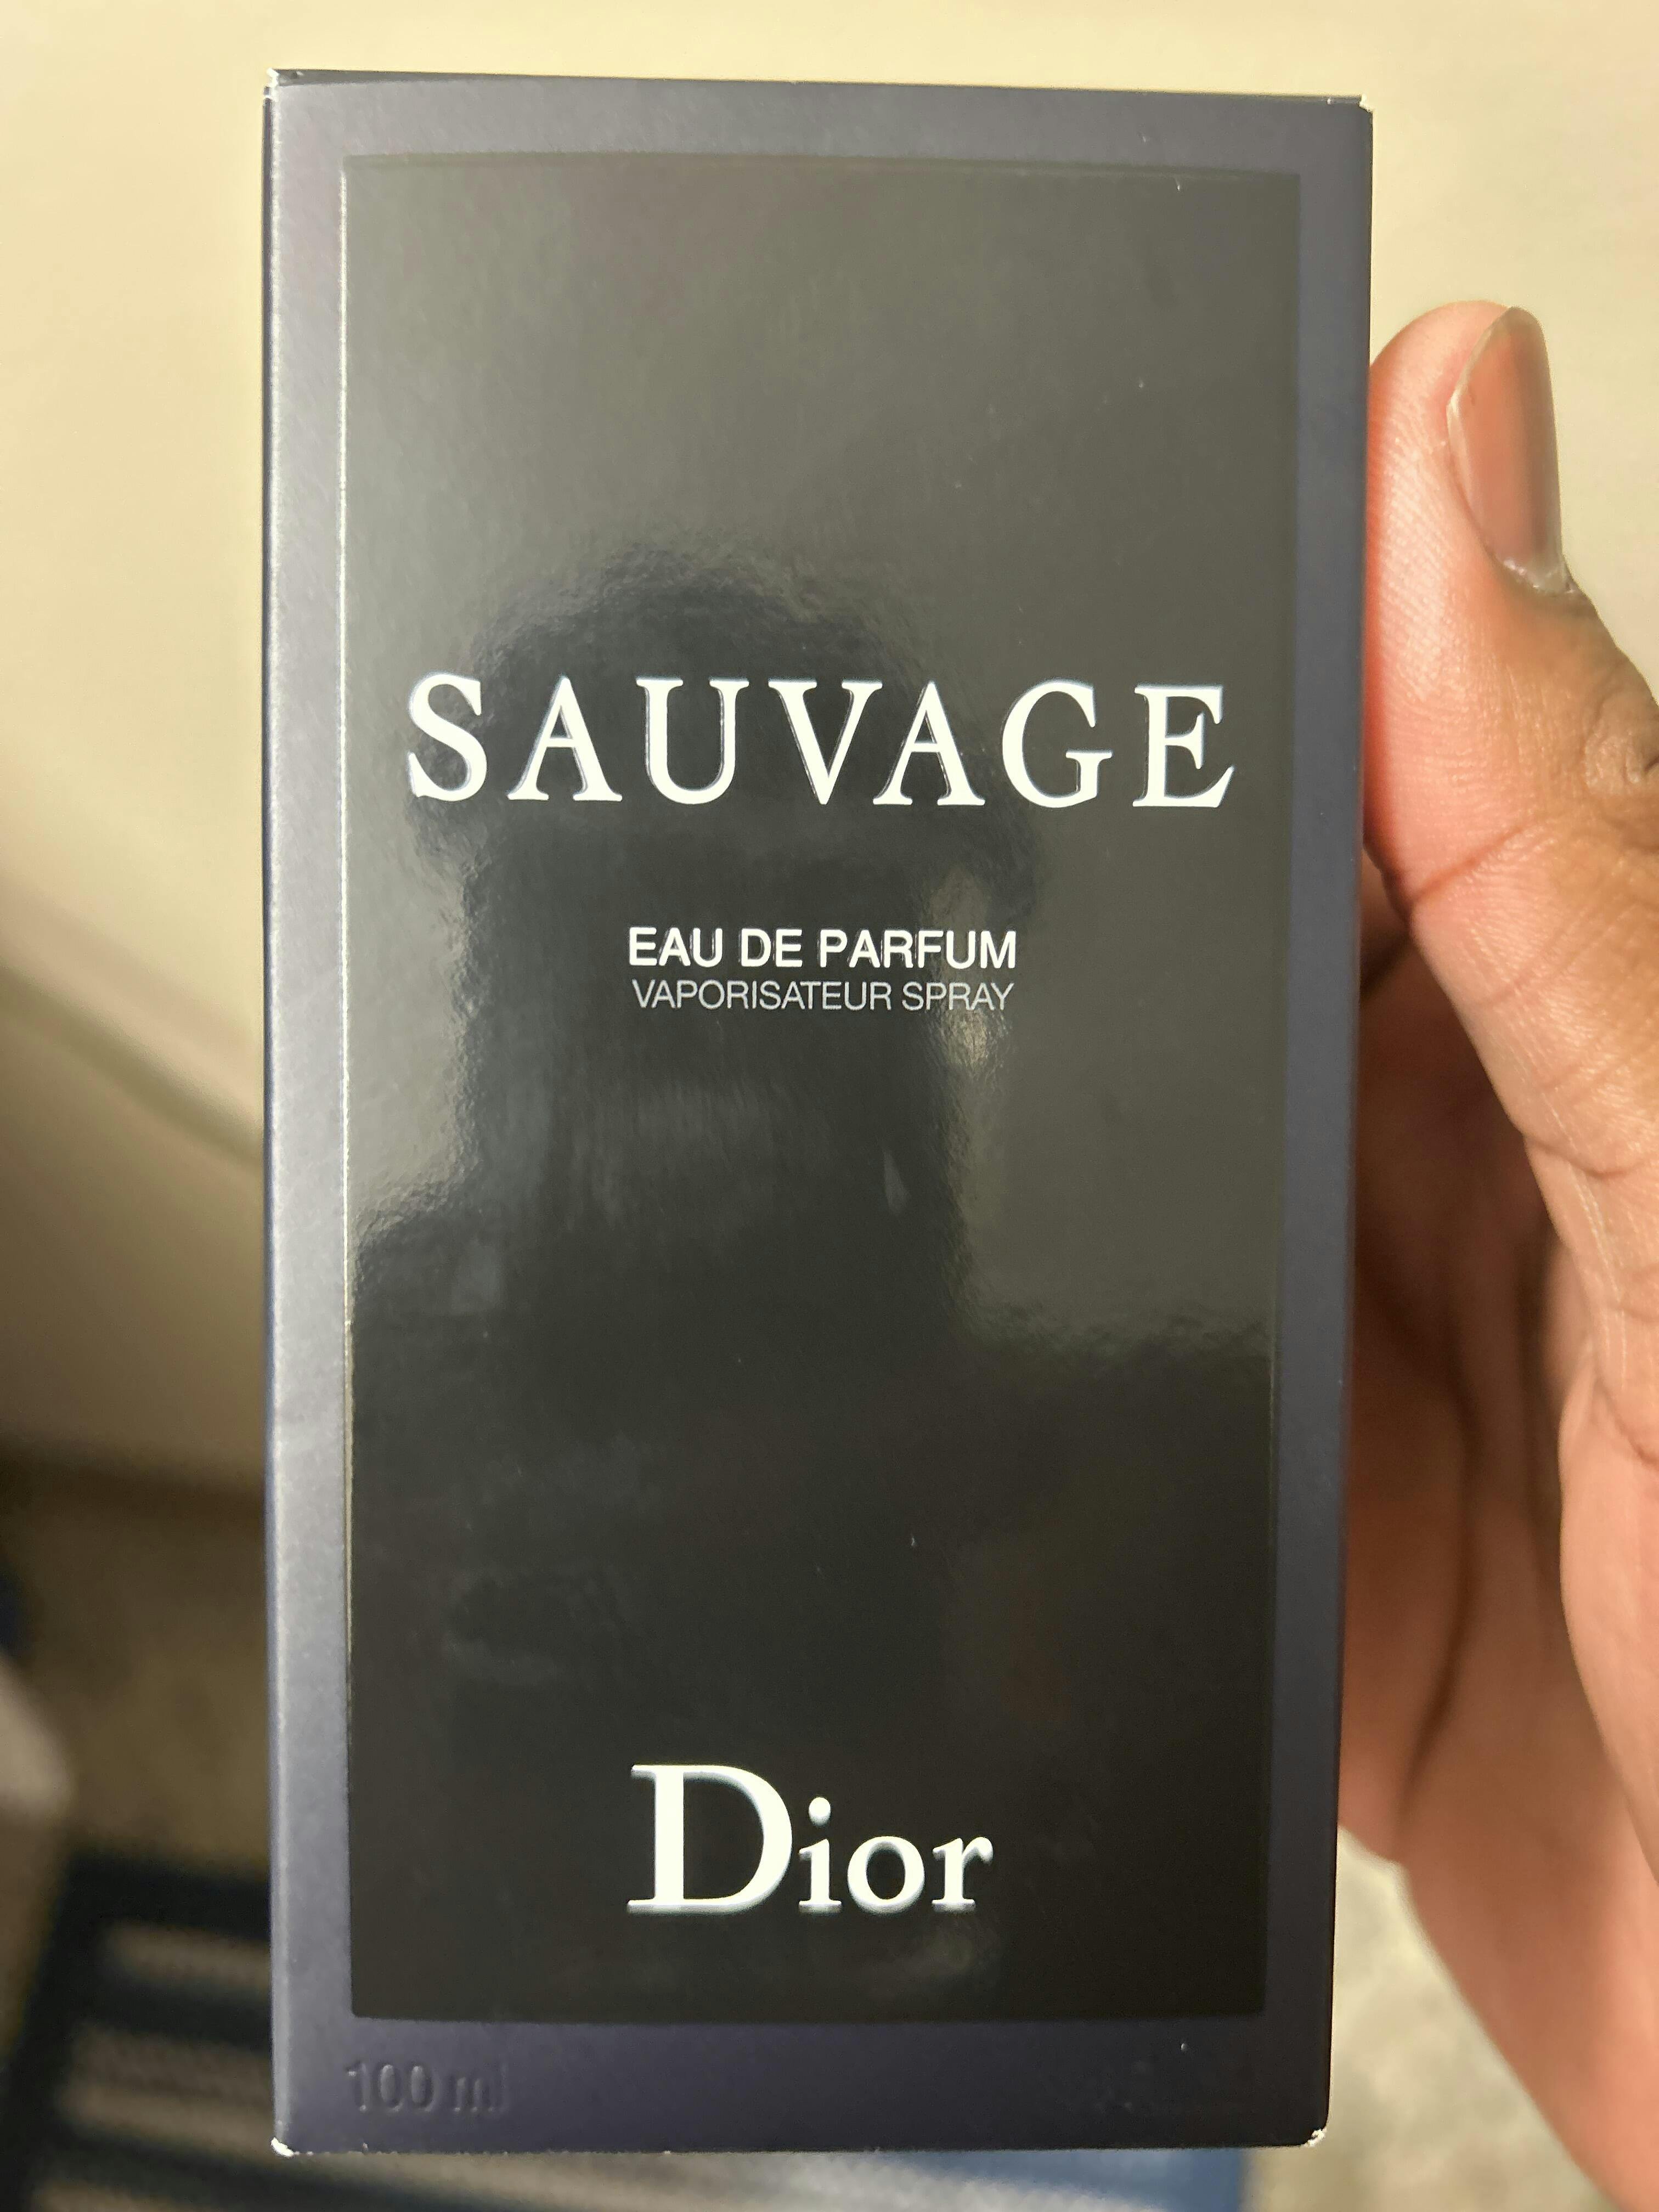 SAUVAGE
EAU DE PARFUM
VAPORISATEUR SPRAY
Dior
100 ml